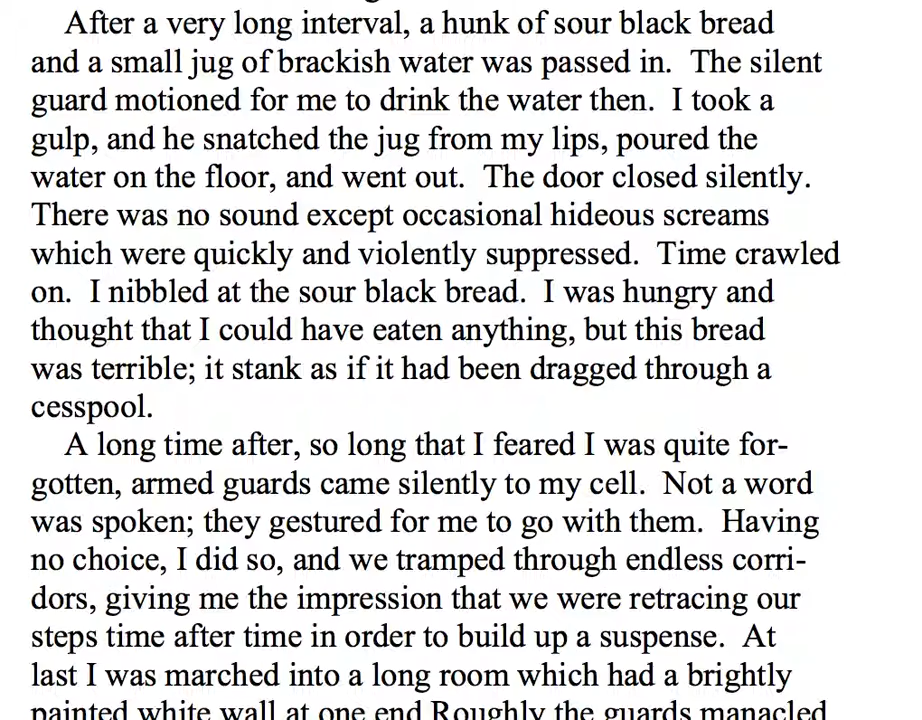 After a very long interval, a hunk of sour black bread
and a small jug of brackish water was passed in. The silent
guard motioned for me to drink the water then. I took a
gulp, and he snatched the jug from my lips, poured the
water on the floor, and went out. The door closed silently.
There was no sound except occasional hideous screams
which were quickly and violently suppressed. Time crawled
on. I nibbled at the sour black bread. I was hungry and
thought that I could have eaten anything, but this bread
was terrible; it stank as if it had been dragged through a
cesspool.
A long time after, so long that I feared I was quite for-
gotten, armed guards came silently to my cell. Not a word
was spoken; they gestured for me to go with them. Having
no choice, I did so, and we tramped through endless corri-
dors, giving me the impression that we were retracing our
steps time after time in order to build up a suspense. At
last I was marched into a long room which had a brightly
painted white wall at one end Roughly the guards manacled